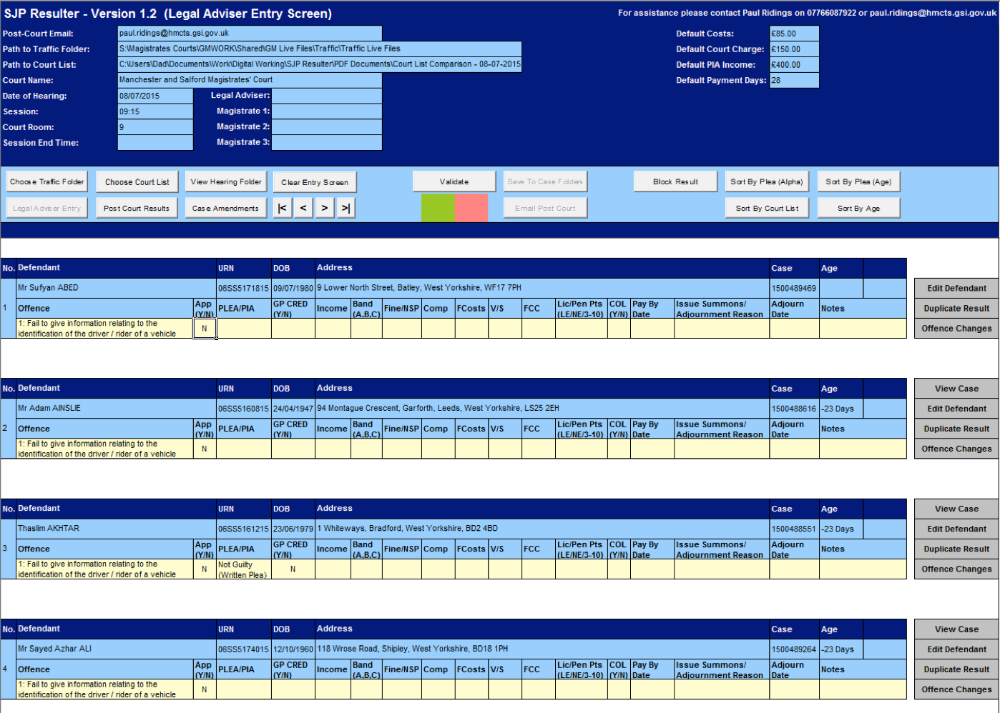 SJP Resulter - Version 1.2  (Legal Adviser Entry Screen)
For assistance please contact Paul Ridings on 07766087922 or paul.ridings@hmcts.gsi.gov.uk
Post-Court Email: paul.ridings@hmcts.gsi.gov.uk Default Costs: £85.00
Path to Traffic Folder: S:\Magistrates Courts\GMWORK\Shared\GM Live Files\Traffic\Traffic Live Files Default Court Charge: £150.00
Path to Court List: C:\Users\Dad\Documents\Work\Digital Working\SJP Resulter\PDF Documents\Court List Comparison - 08-07-2015 Default PIA Income: £400.00
Court Name: Manchester and Salford Magistrates' Court Default Payment Days: 28
Date of Hearing: 08/07/2015 Legal Adviser:
Session: 09:15 Magistrate 1:
Court Room: 9 Magistrate 2:
Session End Time: Magistrate 3:
Choose Traffic Folder Choose Court List View Hearing Folder Clear Entry Screen Validate Save To Case Folders Block Result Sort By Plea (Alpha) Sort By Plea (Age)
Legal Adviser Entry Post Court Results Case Amendments |< < > >| Email Post Court Sort By Court List Sort By Age
No. Defendant URN DOB Address Case Age
Mr Sufyan ABED 06SS5171815 09/07/1980 9 Lower North Street, Batley, West Yorkshire, WF17 7PH 1500489469 Edit Defendant
1 Offence App (Y/N) PLEA/PIA GP CRED (Y/N) Income Band (A,B,C) Fine/NSP Comp FCosts V/S FCC Lic/Pen Pts (LE/NE/3-10) COL (Y/N) Pay By Date Issue Summons/ Adjournment Reason Adjourn Date Notes Duplicate Result
1: Fail to give information relating to the identification of the driver / rider of a vehicle N Offence Changes
No. Defendant URN DOB Address Case Age View Case
Mr Adam AINSLIE 06SS5160815 24/04/1947 94 Montague Crescent, Garforth, Leeds, West Yorkshire, LS25 2EH 1500488616 -23 Days Edit Defendant
2 Offence App (Y/N) PLEA/PIA GP CRED (Y/N) Income Band (A,B,C) Fine/NSP Comp FCosts V/S FCC Lic/Pen Pts (LE/NE/3-10) COL (Y/N) Pay By Date Issue Summons/ Adjournment Reason Adjourn Date Notes Duplicate Result
1: Fail to give information relating to the identification of the driver / rider of a vehicle N Offence Changes
No. Defendant URN DOB Address Case Age View Case
Thaslim AKHTAR 06SS5161215 23/06/1979 1 Whiteways, Bradford, West Yorkshire, BD2 4BD 1500488551 -23 Days Edit Defendant
3 Offence App (Y/N) PLEA/PIA GP CRED (Y/N) Income Band (A,B,C) Fine/NSP Comp FCosts V/S FCC Lic/Pen Pts (LE/NE/3-10) COL (Y/N) Pay By Date Issue Summons/ Adjournment Reason Adjourn Date Notes Duplicate Result
1: Fail to give information relating to the identification of the driver / rider of a vehicle N Not Guilty (Written Plea) N Offence Changes
No. Defendant URN DOB Address Case Age View Case
Mr Sayed Azhar ALI 06SS5174015 12/10/1960 118 Wrose Road, Shipley, West Yorkshire, BD18 1PH 1500489264 -23 Days Edit Defendant
4 Offence App (Y/N) PLEA/PIA GP CRED (Y/N) Income Band (A,B,C) Fine/NSP Comp FCosts V/S FCC Lic/Pen Pts (LE/NE/3-10) COL (Y/N) Pay By Date Issue Summons/ Adjournment Reason Adjourn Date Notes Duplicate Result
1: Fail to give information relating to the identification of the driver / rider of a vehicle N Offence Changes